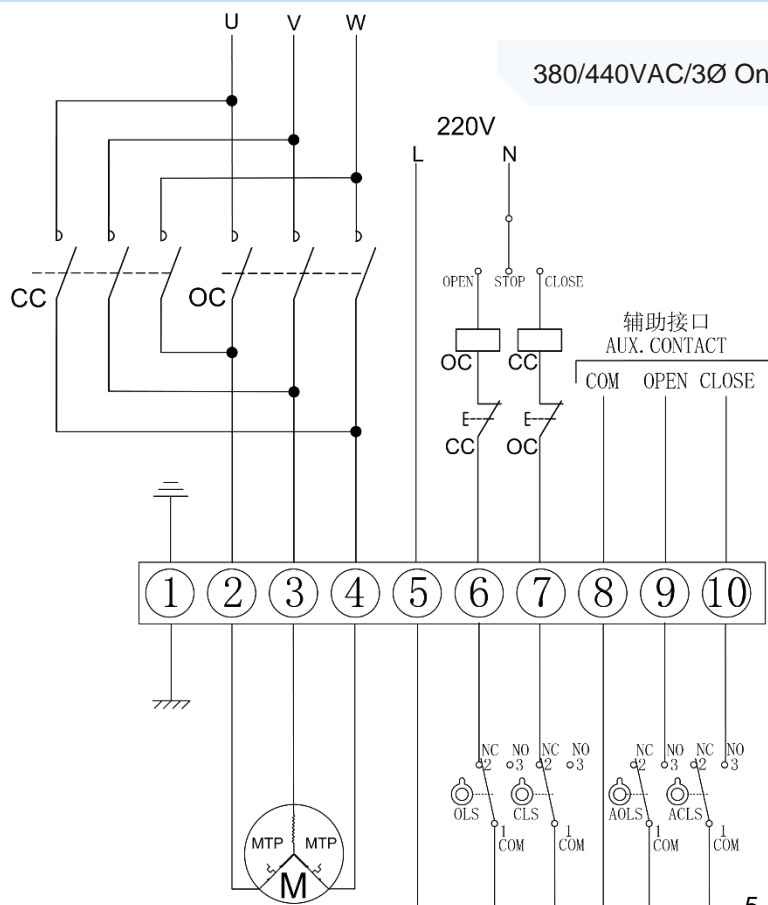 U V W
380/440VAC/3Ø On
220V
L N
OPEN STOP CLOSE
CC OC
OC CC
辅助接口
AUX. CONTACT
COM OPEN CLOSE
CC OC
1 2 3 4 5 6 7 8 9 10
NC NO NC NO NC NO NC NO
2 3 2 3 2 3 2 3
OLS CLS AOLS ACLS
1 1 1 1
COM COM COM COM
MTP MTP
M
5